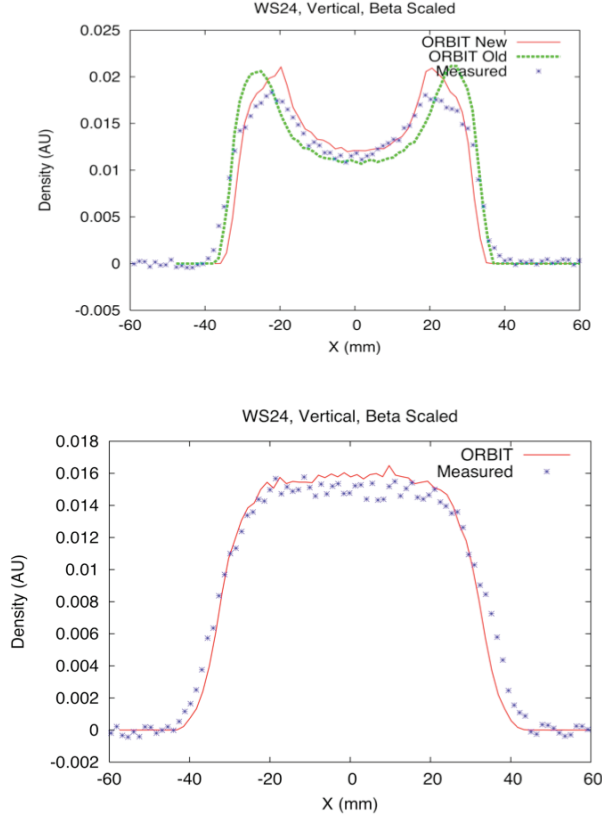 WS24, Vertical, Beta Scaled
0.025
0.02
0.015
0.01
0.005
0
-0.005
Density (AU)
ORBIT New
ORBIT Old
Measured
-60 -40 -20 0 20 40 60
X (mm)
WS24, Vertical, Beta Scaled
0.018
0.016
0.014
0.012
0.01
0.008
0.006
0.004
0.002
0
-0.002
Density (AU)
ORBIT
Measured
-60 -40 -20 0 20 40 60
X (mm)